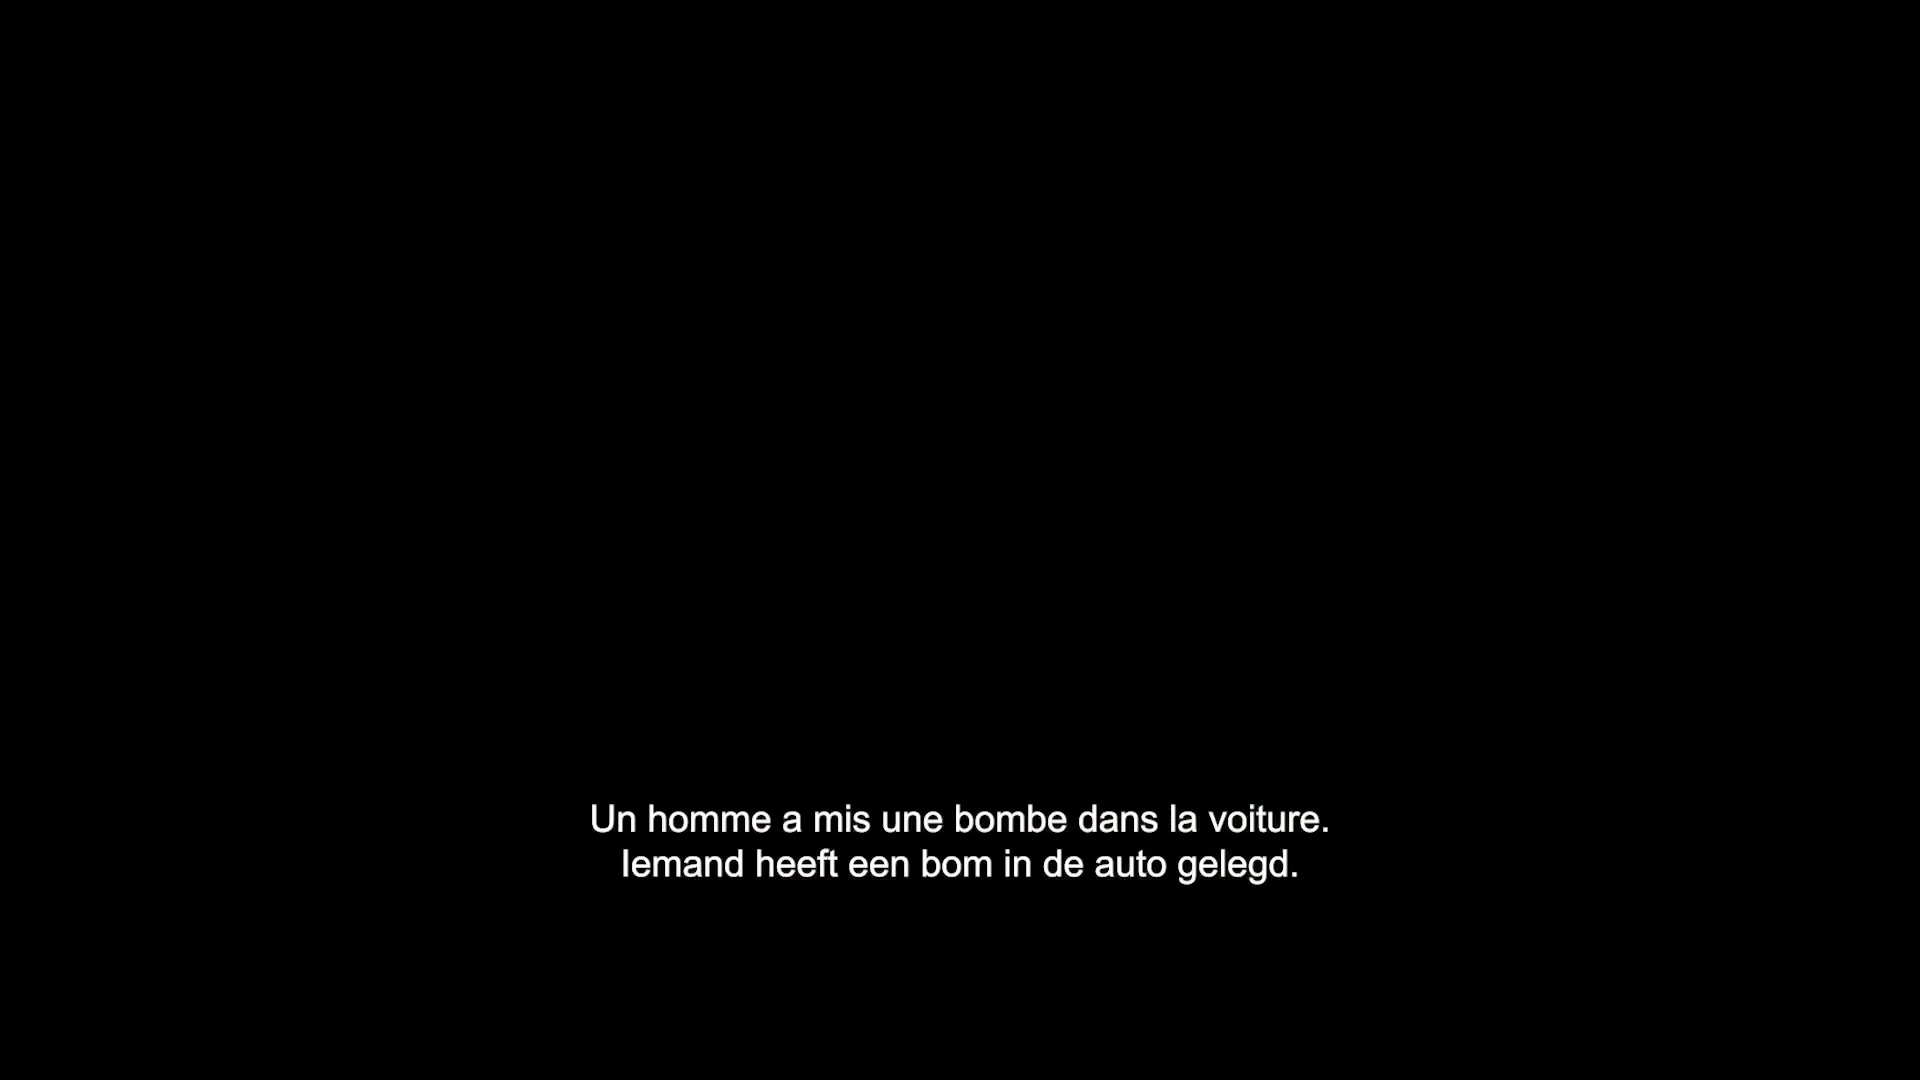 Un homme a mis une bombe dans la voiture.
Iemand heeft een bom in de auto gelegd.